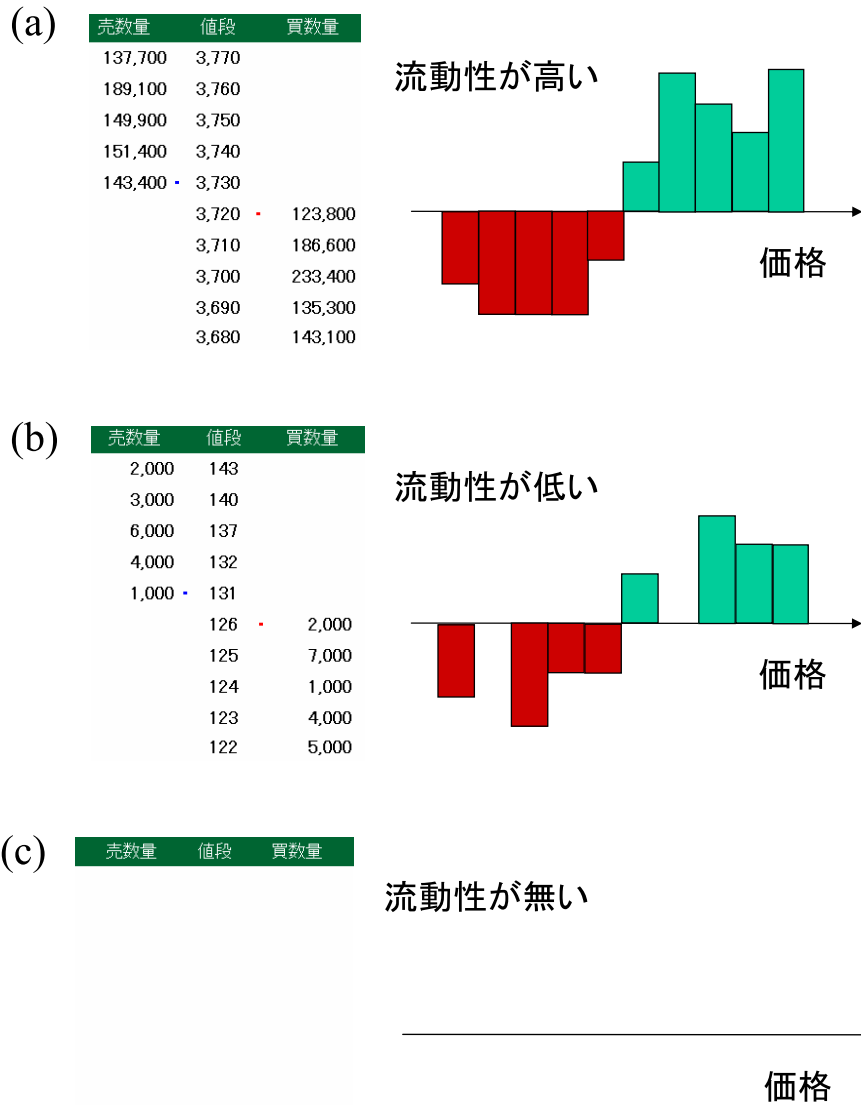 (a)
売数量 値段 買数量
137,700 3,770
189,100 3,760
149,900 3,750
151,400 3,740
143,400 3,730
3,720 123,800
3,710 186,600
3,700 233,400
3,690 135,300
3,680 143,100
流動性が高い
価格
(b)
売数量 値段 買数量
2,000 143
3,000 140
6,000 137
4,000 132
1,000 131
126 2,000
125 7,000
124 1,000
123 4,000
122 5,000
流動性が低い
価格
(c)
売数量 値段 買数量
流動性が無い
価格